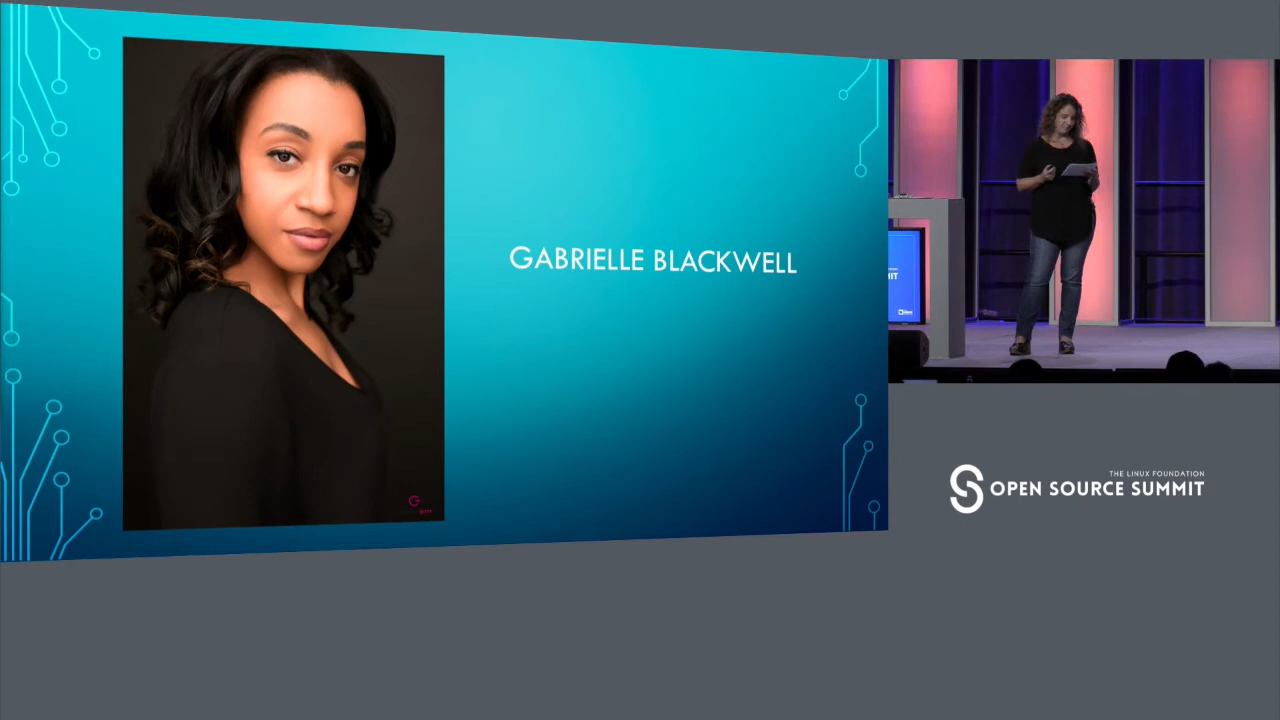 GABRIELLE BLACKWELL
THE LINUX FOUNDATION
OPEN SOURCE SUMMIT